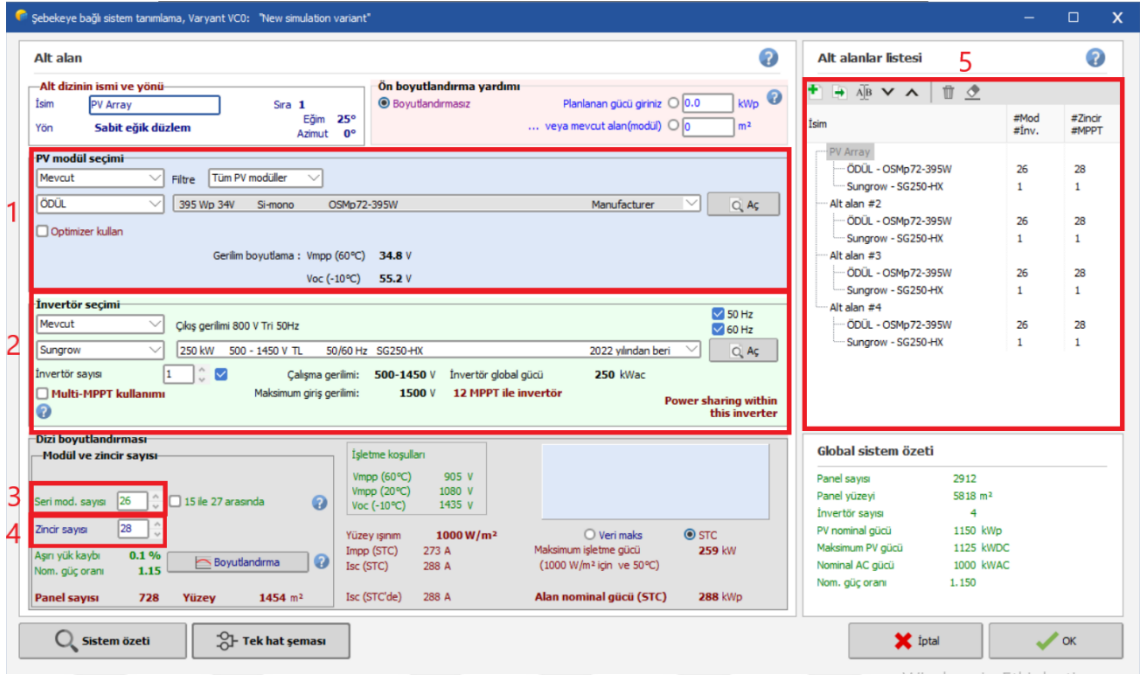 Şebekeye bağlı sistem tanımlama, Varyant VC0:   "New simulation variant"
Alt alan
Alt dizinin ismi ve yönü
İsim PV Array Sıra 1
Eğim 25°
Yön Sabit eğik düzlem Azimut 0°
Ön boyutlandırma yardımı
Boyutlandırmasız Planlanan gücü giriniz 0.0 kWp
... veya mevcut alan(modül) 0 m²
1
PV modül seçimi
Mevcut Filtre Tüm PV modüller
ÖDÜL 395 Wp 34V Si-mono OSMp72-395W Manufacturer Aç
Optimizer kullan
Gerilim boyutlama : Vmpp (60°C) 34.8 V
Voc (-10°C) 55.2 V
2
İnvertör seçimi
Mevcut Çıkış gerilimi 800 V Tri 50Hz 50 Hz
60 Hz
Sungrow 250 kW 500 - 1450 V TL 50/60 Hz SG250-HX 2022 yılından beri Aç
İnvertör sayısı 1 Çalışma gerilimi: 500-1450 V İnvertör global gücü 250 kWac
Multi-MPPT kullanımı Maksimum giriş gerilimi: 1500 V 12 MPPT ile invertör
Power sharing within
this inverter
Dizi boyutlandırması
Modül ve zincir sayısı
3
Seri mod. sayısı 26 15 ile 27 arasında
4
Zincir sayısı 28
Aşırı yük kaybı 0.1 %
Nom. güç oranı 1.15 Boyutlandırma
Panel sayısı 728 Yüzey 1454 m²
İşletme koşulları
Vmpp (60°C) 905 V
Vmpp (20°C) 1080 V
Voc (-10°C) 1435 V
Yüzey ışınım 1000 W/m² Veri maks STC
Impp (STC) 273 A Maksimum işletme gücü 259 kW
Isc (STC) 288 A (1000 W/m² için ve 50°C)
Isc (STC'de) 288 A Alan nominal gücü (STC) 288 kWp
Alt alanlar listesi
5
İsim #Mod #Zincir
#İnv. #MPPT
PV Array
ÖDÜL - OSMp72-395W 26 28
Sungrow - SG250-HX 1 1
Alt alan #2
ÖDÜL - OSMp72-395W 26 28
Sungrow - SG250-HX 1 1
Alt alan #3
ÖDÜL - OSMp72-395W 26 28
Sungrow - SG250-HX 1 1
Alt alan #4
ÖDÜL - OSMp72-395W 26 28
Sungrow - SG250-HX 1 1
Global sistem özeti
Panel sayısı 2912
Panel yüzeyi 5818 m²
İnvertör sayısı 4
PV nominal gücü 1150 kWp
Maksimum PV gücü 1125 kWDC
Nominal AC gücü 1000 kWAC
Nom. güç oranı 1.150
Sistem özeti Tek hat şeması İptal OK